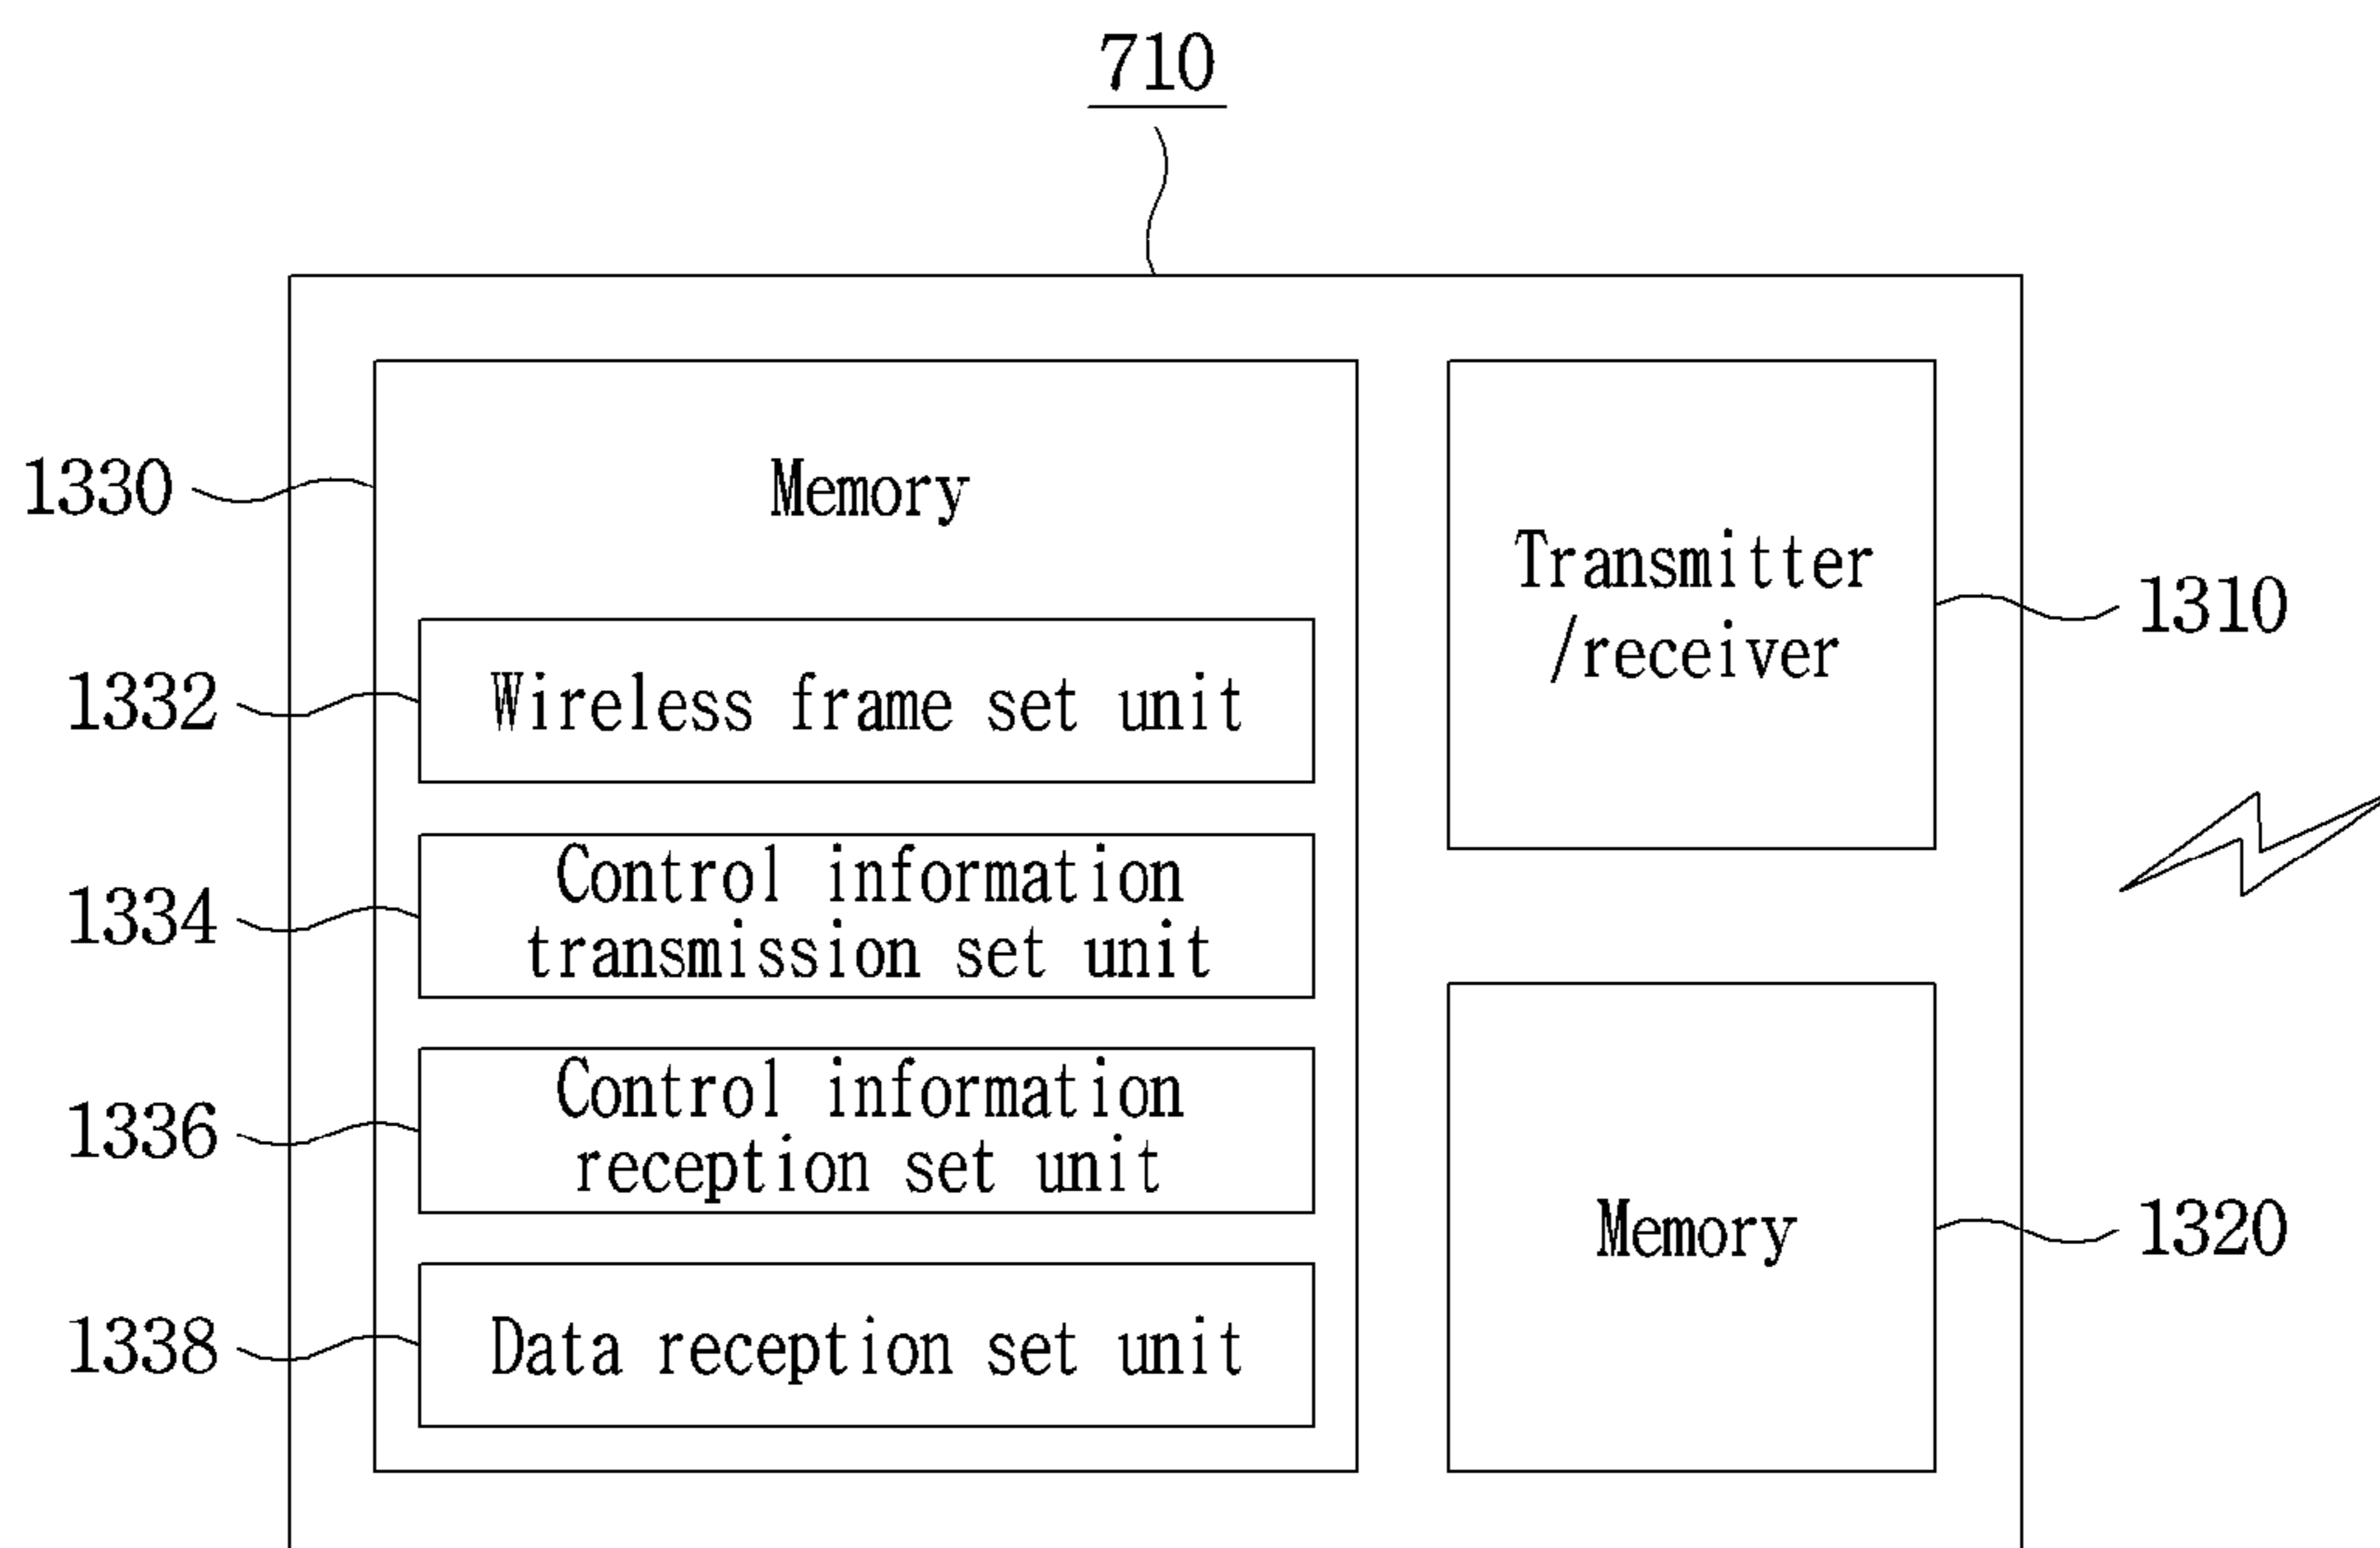 710
1330
Memory
Transmitter
/receiver
1310
1332
Wireless frame set unit
1334
Control information
transmission set unit
1336
Control information
reception set unit
Memory
1320
1338
Data reception set unit